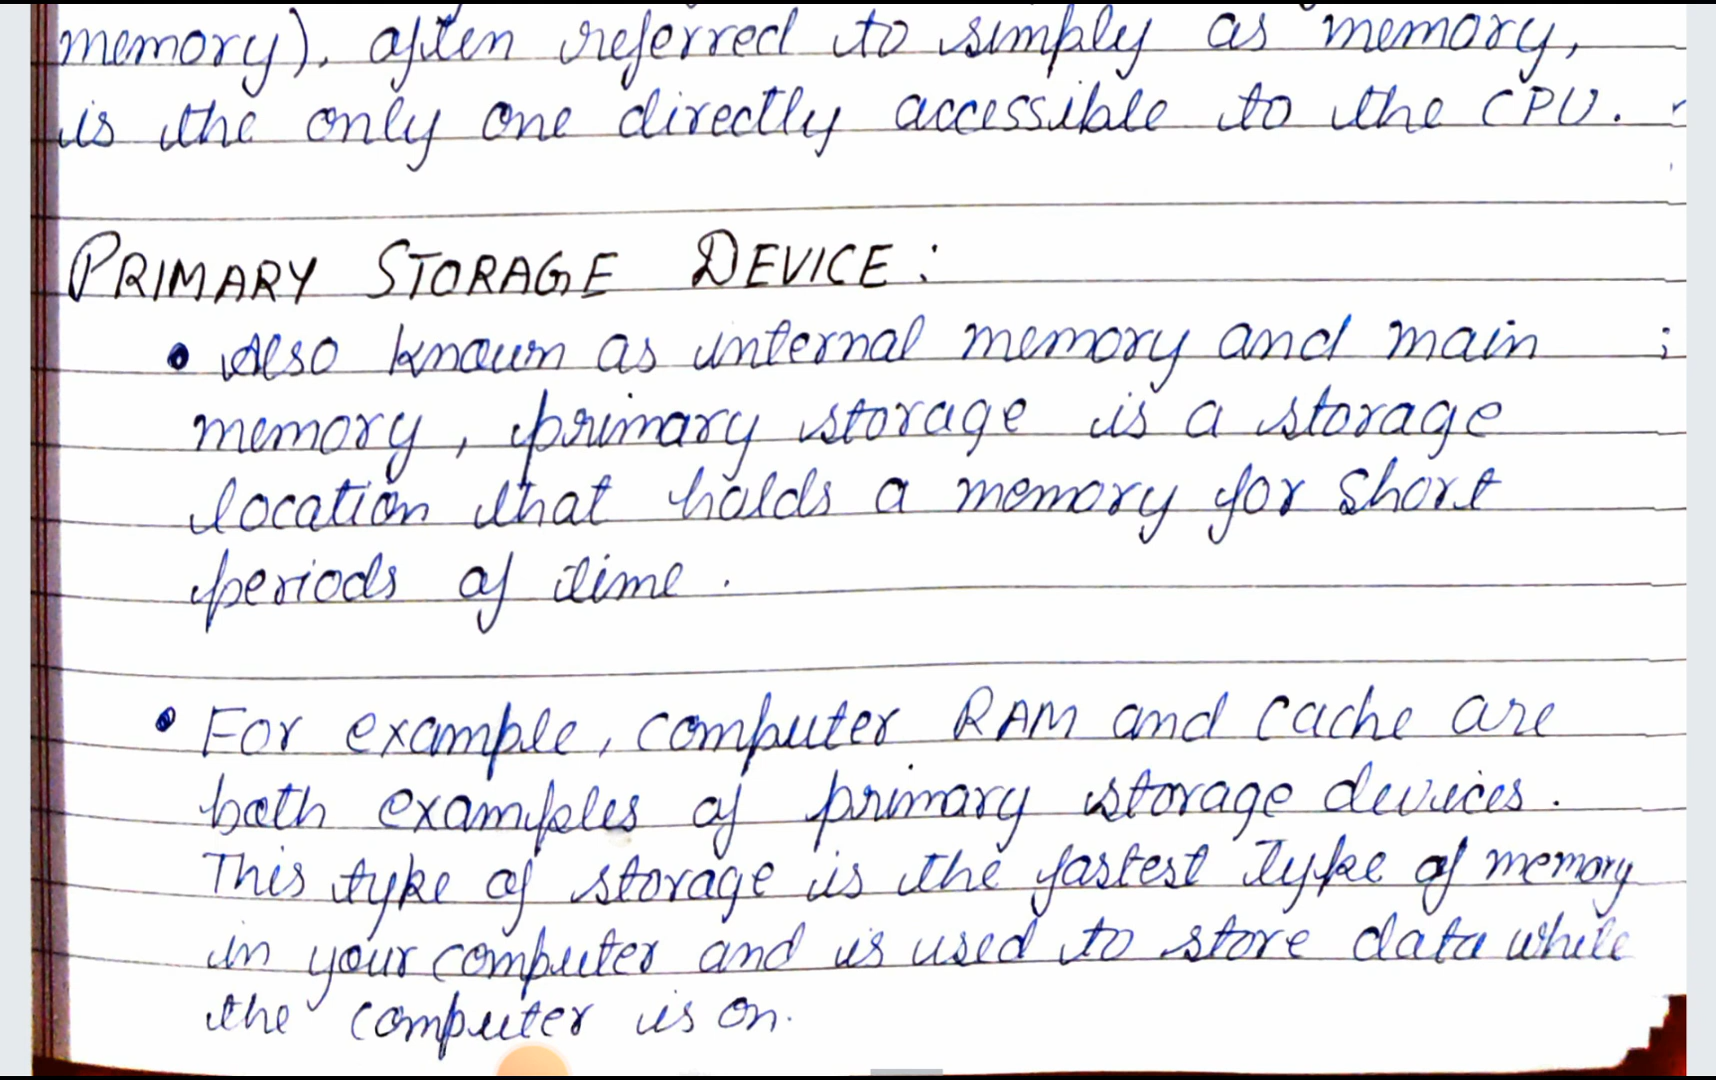 memory), often referred to simply as memory,
is the only one directly accessible to the CPU.
PRIMARY STORAGE DEVICE :
• Also known as internal memory and main
memory, primary storage is a storage
location that holds a memory for short
periods of time.
• For example, computer RAM and cache are
both examples of primary storage devices.
This type of storage is the fastest type of memory
in your computer and is used to store data while
the computer is on.